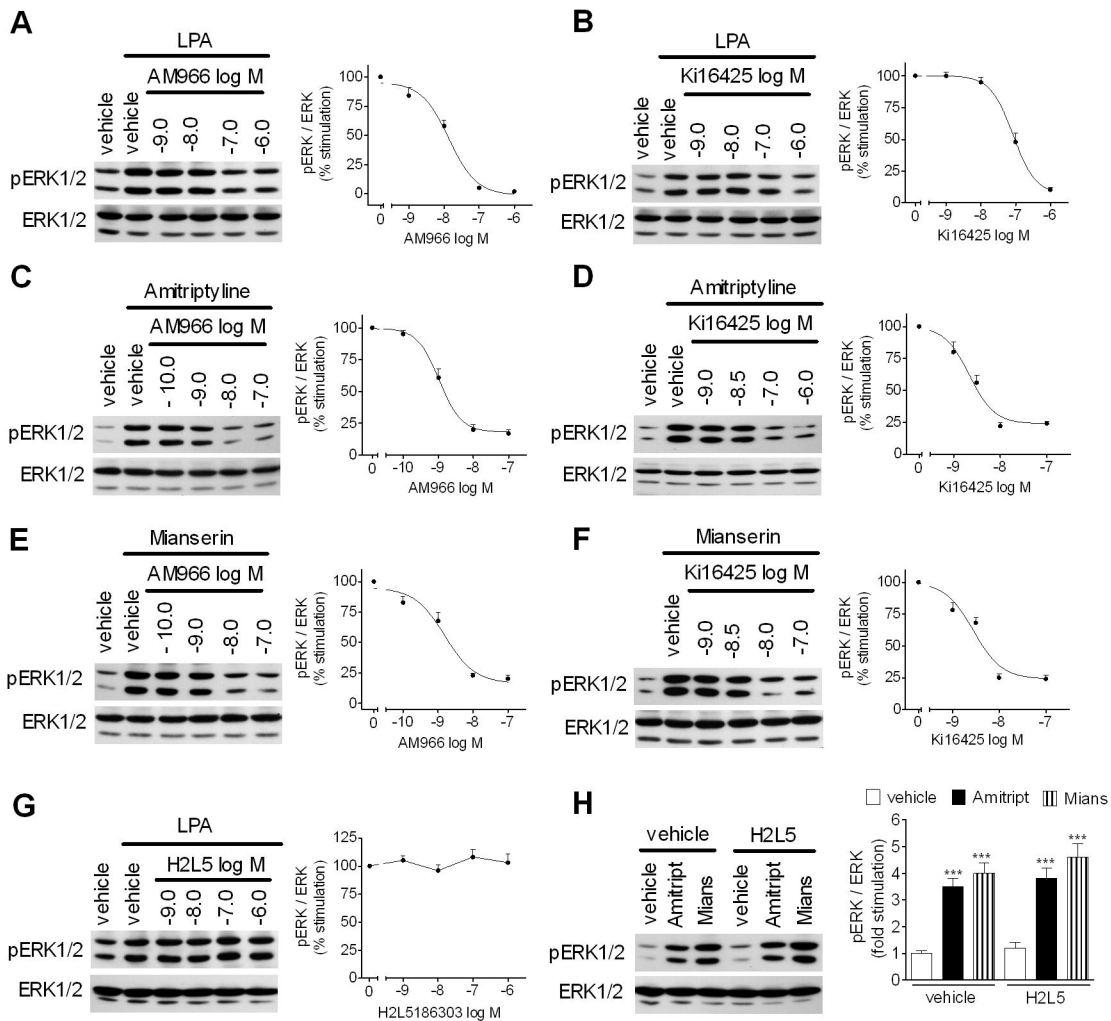 A
LPA
AM966 log M
vehicle
vehicle
-9.0
-8.0
-7.0
-6.0
pERK1/2
ERK1/2
pERK / ERK
(% stimulation)
100
75
50
25
0
0 -9 -8 -7 -6
AM966 log M
B
LPA
Ki16425 log M
vehicle
vehicle
-9.0
-8.0
-7.0
-6.0
pERK1/2
ERK1/2
pERK / ERK
(% stimulation)
100
75
50
25
0
0 -9 -8 -7 -6
Ki16425 log M
C
Amitriptyline
AM966 log M
vehicle
vehicle
- 10.0
-9.0
-8.0
-7.0
pERK1/2
ERK1/2
pERK / ERK
(% stimulation)
100
75
50
25
0
0 -10 -9 -8 -7
AM966 log M
D
Amitriptyline
Ki16425 log M
vehicle
vehicle
-9.0
-8.5
-7.0
-6.0
pERK1/2
ERK1/2
pERK / ERK
(% stimulation)
100
75
50
25
0
0 -9 -8 -7
Ki16425 log M
E
Mianserin
AM966 log M
vehicle
vehicle
- 10.0
-9.0
-8.0
-7.0
pERK1/2
ERK1/2
pERK / ERK
(% stimulation)
100
75
50
25
0
0 -10 -9 -8 -7
AM966 log M
F
Mianserin
Ki16425 log M
vehicle
-9.0
-8.5
-8.0
-7.0
pERK1/2
ERK1/2
pERK / ERK
(% stimulation)
100
75
50
25
0
0 -9 -8 -7
Ki16425 log M
G
LPA
H2L5 log M
vehicle
vehicle
-9.0
-8.0
-7.0
-6.0
pERK1/2
ERK1/2
pERK / ERK
(% stimulation)
125
100
75
50
25
0
0 -9 -8 -7 -6
H2L5186303 log M
H
vehicle H2L5
vehicle
Amitript
Mians
vehicle
Amitript
Mians
pERK1/2
ERK1/2
vehicle Amitript Mians
pERK / ERK
(fold stimulation)
6
5
4
3
2
1
0
*** *** *** ***
vehicle H2L5